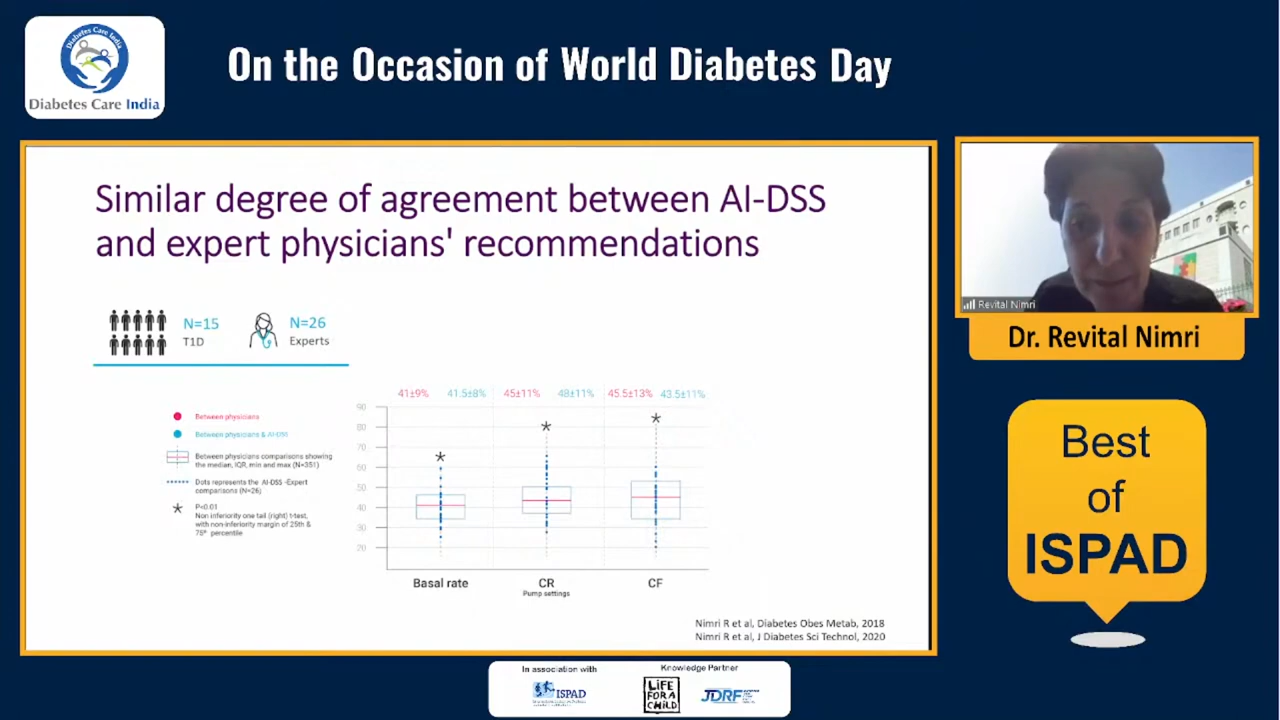 Diabetes Care India
Diabetes Care India
On the Occasion of World Diabetes Day
Similar degree of agreement between AI-DSS
and expert physicians' recommendations
N=15
T1D
N=26
Experts
41±9% 41.5±8% 45±11% 48±11% 45.5±13% 43.5±11%
Between physicians
Between physicians & AI-DSS
Between physicians comparisons showing
the median, IQR, min and max (N=351)
Dots represents the AI-DSS -Expert
comparisons (N=26)
P<0.01
Non inferiority one tail (right) t-test,
with non-inferiority margin of 25th &
75th percentile
90
80
70
60
50
40
30
20
Basal rate
CR
CF
Pump settings
Nimri R et al, Diabetes Obes Metab, 2018
Nimri R et al, J Diabetes Sci Technol, 2020
Revital Nimri
Dr. Revital Nimri
Best
of
ISPAD
In association with
ISPAD
Knowledge Partner
LiFE
FOR A
CHiLD
JDRF